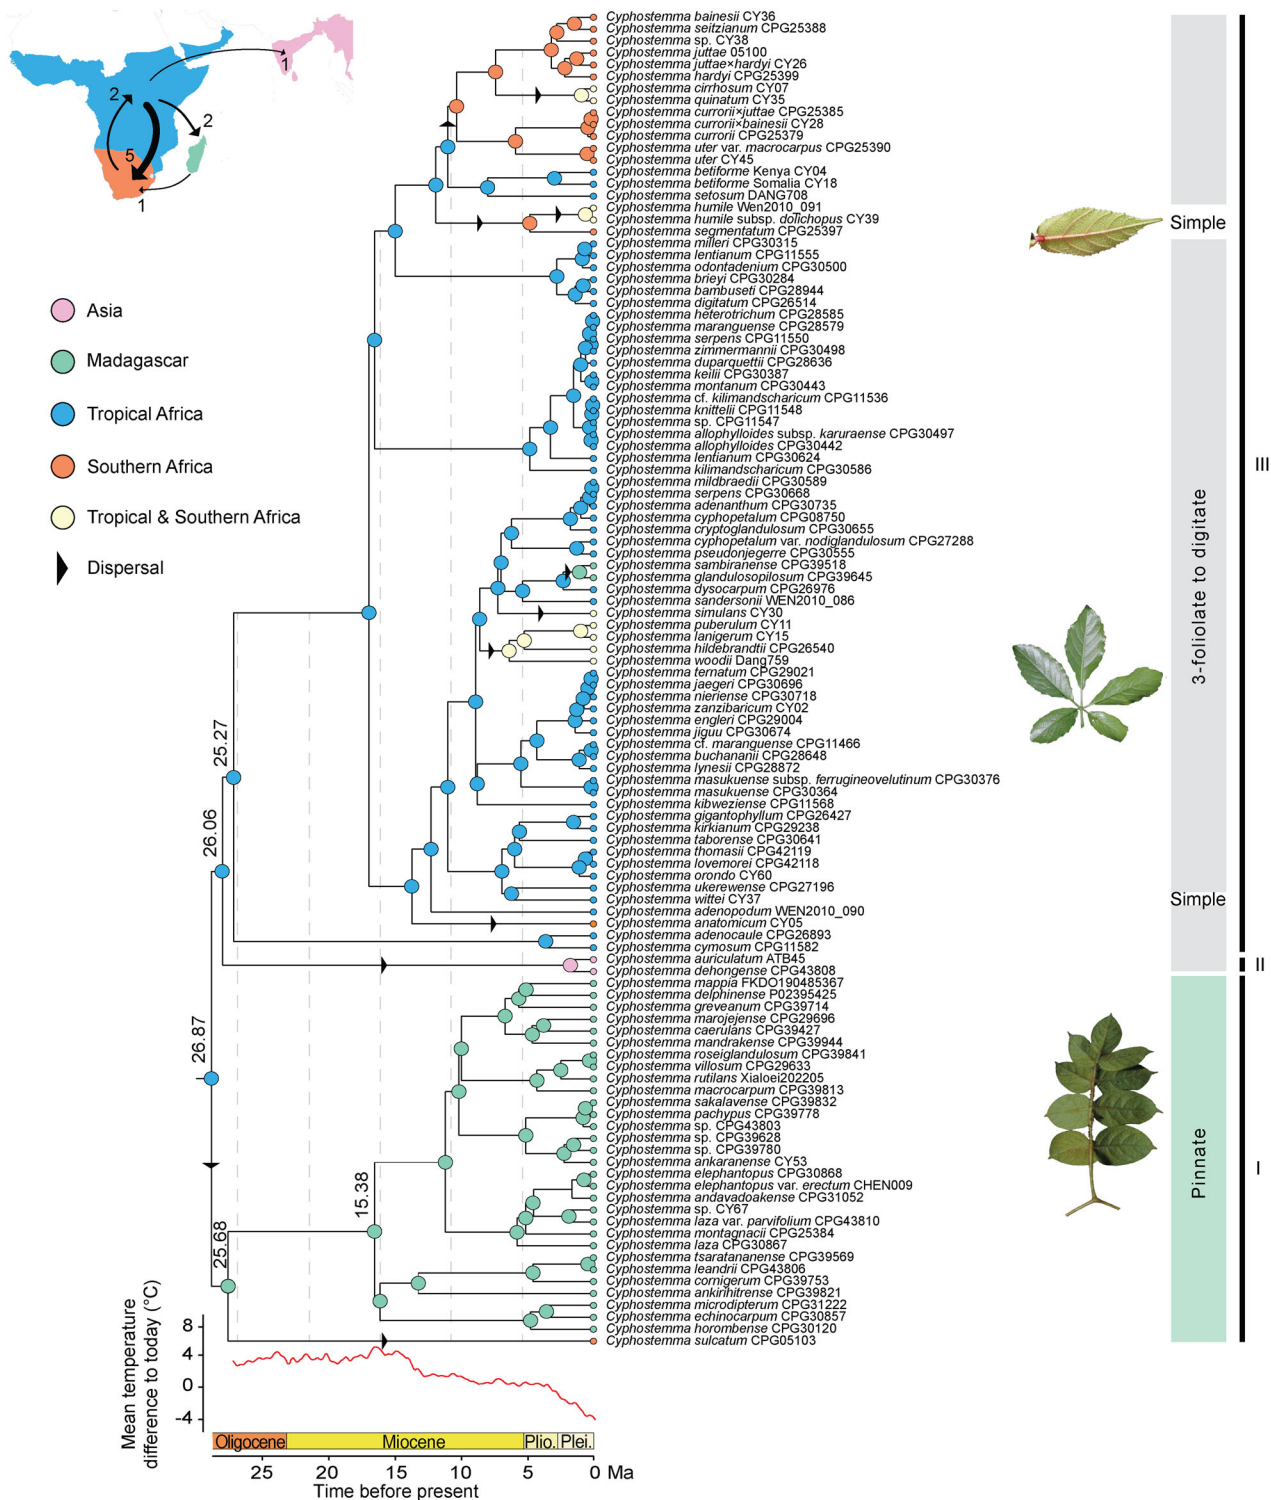 1
2
2
5
1
Asia
Madagascar
Tropical Africa
Southern Africa
Tropical & Southern Africa
Dispersal
Cyphostemma bainesii CY36
Cyphostemma seitzianum CPG25388
Cyphostemma sp. CY38
Cyphostemma juttae 05100
Cyphostemma juttae×hardyi CY26
Cyphostemma hardyi CPG25399
Cyphostemma cirrhosum CY07
Cyphostemma quinatum CY35
Cyphostemma currorii×juttae CPG25385
Cyphostemma currorii×bainesii CY28
Cyphostemma currorii CPG25379
Cyphostemma uter var. macrocarpus CPG25390
Cyphostemma uter CY45
Cyphostemma betiforme Kenya CY04
Cyphostemma betiforme Somalia CY18
Cyphostemma setosum DANG708
Cyphostemma humile Wen2010_091
Cyphostemma humile subsp. dolichopus CY39
Cyphostemma segmentatum CPG25397
Cyphostemma milleri CPG30315
Cyphostemma lentianum CPG11555
Cyphostemma odontadenium CPG30500
Cyphostemma brieyi CPG30284
Cyphostemma bambuseti CPG28944
Cyphostemma digitatum CPG26514
Cyphostemma heterotrichum CPG28585
Cyphostemma maranguense CPG28579
Cyphostemma serpens CPG11550
Cyphostemma zimmermannii CPG30498
Cyphostemma duparquettii CPG28636
Cyphostemma keilii CPG30387
Cyphostemma montanum CPG30443
Cyphostemma cf. kilimandscharicum CPG11536
Cyphostemma knittelii CPG11548
Cyphostemma sp. CPG11547
Cyphostemma allophylloides subsp. karuraense CPG30497
Cyphostemma allophylloides CPG30442
Cyphostemma lentianum CPG30624
Cyphostemma kilimandscharicum CPG30586
Cyphostemma mildbraedii CPG30589
Cyphostemma serpens CPG30668
Cyphostemma adenanthum CPG30735
Cyphostemma cyphopetalum CPG08750
Cyphostemma cryptoglandulosum CPG30655
Cyphostemma cyphopetalum var. nodiglandulosum CPG27288
Cyphostemma pseudonjegerre CPG30555
Cyphostemma sambiranense CPG39518
Cyphostemma glandulosopilosum CPG39645
Cyphostemma dysocarpum CPG26976
Cyphostemma sandersonii WEN2010_086
Cyphostemma simulans CY30
Cyphostemma puberulum CY11
Cyphostemma lanigerum CY15
Cyphostemma hildebrandtii CPG26540
Cyphostemma woodii Dang759
Cyphostemma ternatum CPG29021
Cyphostemma jaegeri CPG30696
Cyphostemma nieriense CPG30718
Cyphostemma zanzibaricum CY02
Cyphostemma engleri CPG29004
Cyphostemma jiguu CPG30674
Cyphostemma cf. maranguense CPG11466
Cyphostemma buchananii CPG28648
Cyphostemma lynesii CPG28872
Cyphostemma masukuense subsp. ferrugineovelutinum CPG30376
Cyphostemma masukuense CPG30364
Cyphostemma kibweziense CPG11568
Cyphostemma gigantophyllum CPG26427
Cyphostemma kirkianum CPG29238
Cyphostemma taborense CPG30641
Cyphostemma thomasii CPG42119
Cyphostemma lovemorei CPG42118
Cyphostemma orondo CY60
Cyphostemma ukerewense CPG27196
Cyphostemma wittei CY37
Cyphostemma adenopodum WEN2010_090
Cyphostemma anatomicum CY05
Cyphostemma adenocaule CPG26893
Cyphostemma cymosum CPG11582
Cyphostemma auriculatum ATB45
Cyphostemma dehongense CPG43808
Cyphostemma mappia FKDO190485367
Cyphostemma delphinense P02395425
Cyphostemma greveanum CPG39714
Cyphostemma marojejense CPG29696
Cyphostemma caerulans CPG39427
Cyphostemma mandrakense CPG39944
Cyphostemma roseiglandulosum CPG39841
Cyphostemma villosum CPG29633
Cyphostemma rutilans Xialoei202205
Cyphostemma macrocarpum CPG39813
Cyphostemma sakalavense CPG39832
Cyphostemma pachypus CPG39778
Cyphostemma sp. CPG43803
Cyphostemma sp. CPG39628
Cyphostemma sp. CPG39780
Cyphostemma ankaranense CY53
Cyphostemma elephantopus CPG30868
Cyphostemma elephantopus var. erectum CHEN009
Cyphostemma andavadoakense CPG31052
Cyphostemma sp. CY67
Cyphostemma laza var. parvifolium CPG43810
Cyphostemma montagnacii CPG25384
Cyphostemma laza CPG30867
Cyphostemma tsaratananense CPG39569
Cyphostemma leandrii CPG43806
Cyphostemma cornigerum CPG39753
Cyphostemma ankirihitrense CPG39821
Cyphostemma microdipterum CPG31222
Cyphostemma echinocarpum CPG30857
Cyphostemma horombense CPG30120
Cyphostemma sulcatum CPG05103
Simple
3-foliolate to digitate
Simple
Pinnate
III
II
I
25.27
26.06
26.87
15.38
25.68
Mean temperature
difference to today (°C)
8
4
0
-4
Oligocene
Miocene
Plio.
Plei.
25
20
15
10
5
0 Ma
Time before present